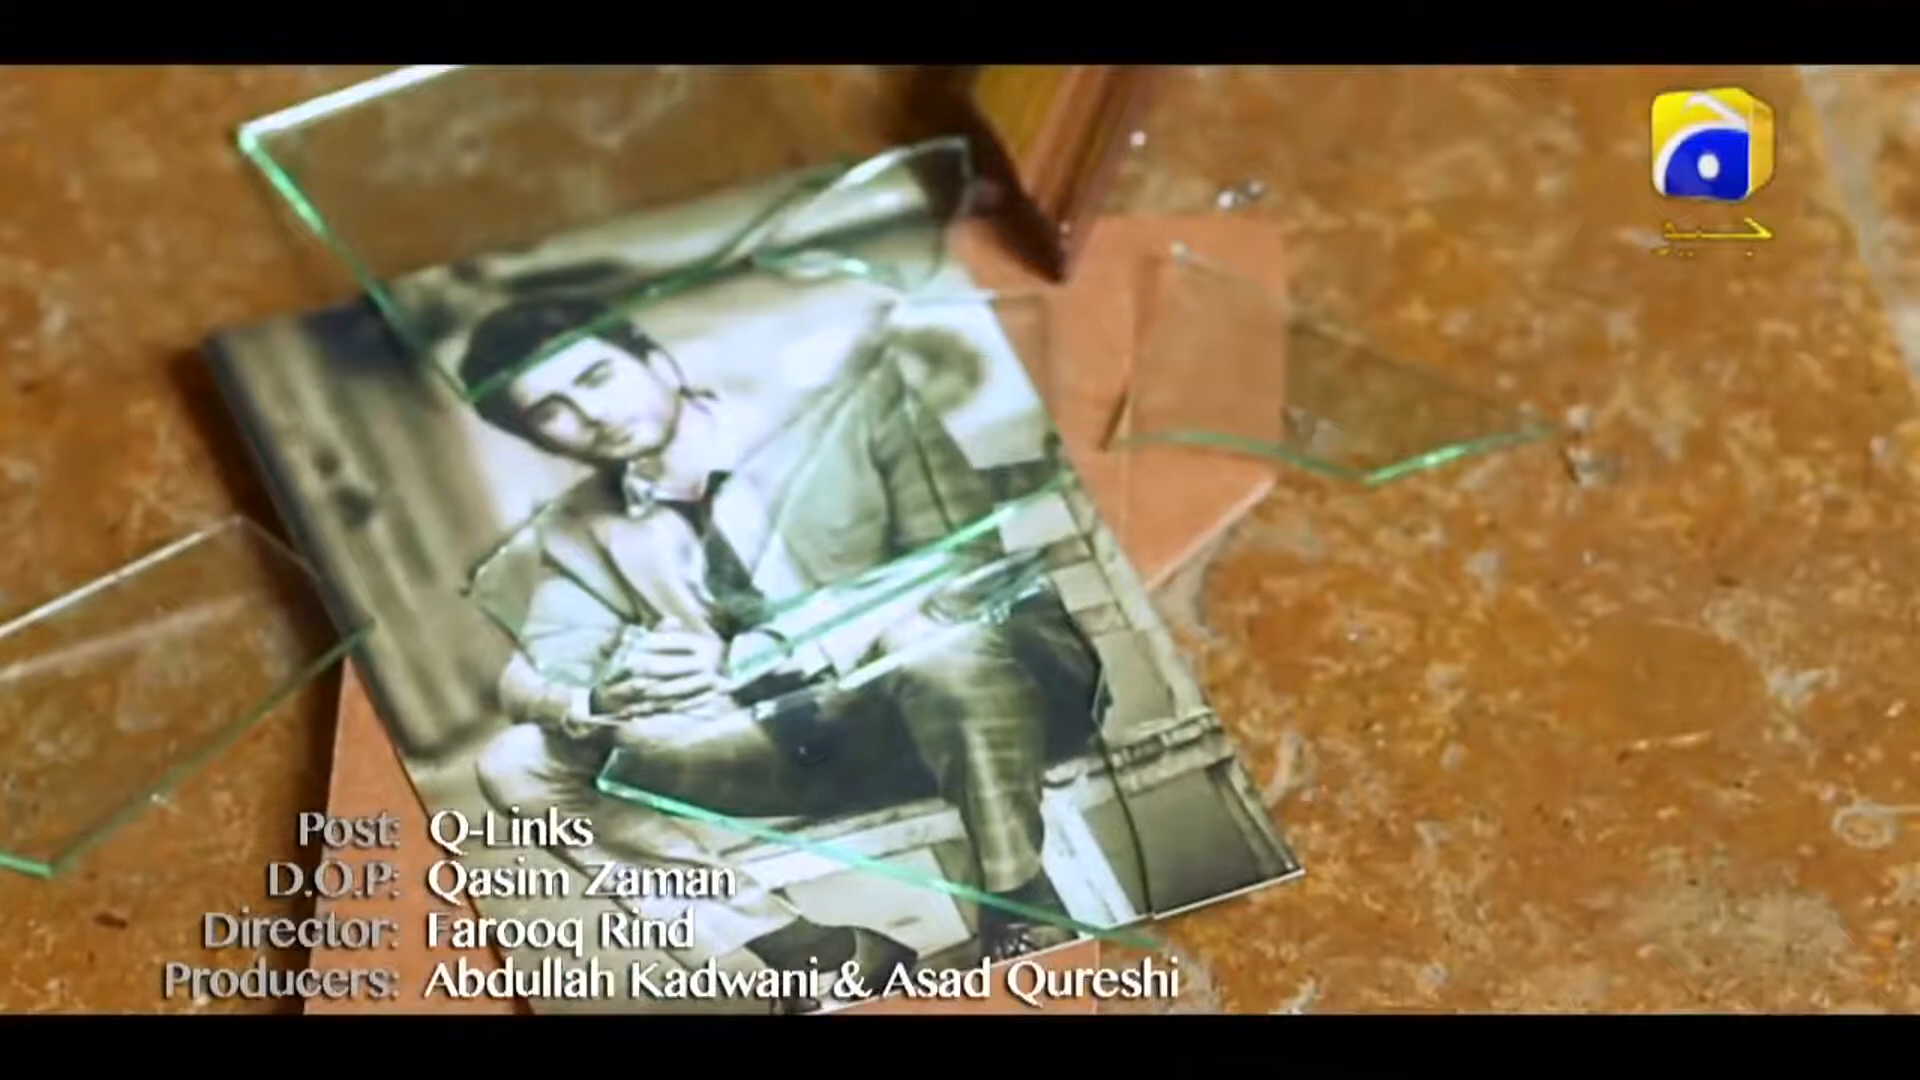 جیو
Post: Q-Links
D.O.P: Qasim Zaman
Director: Farooq Rind
Producers: Abdullah Kadwani & Asad Qureshi